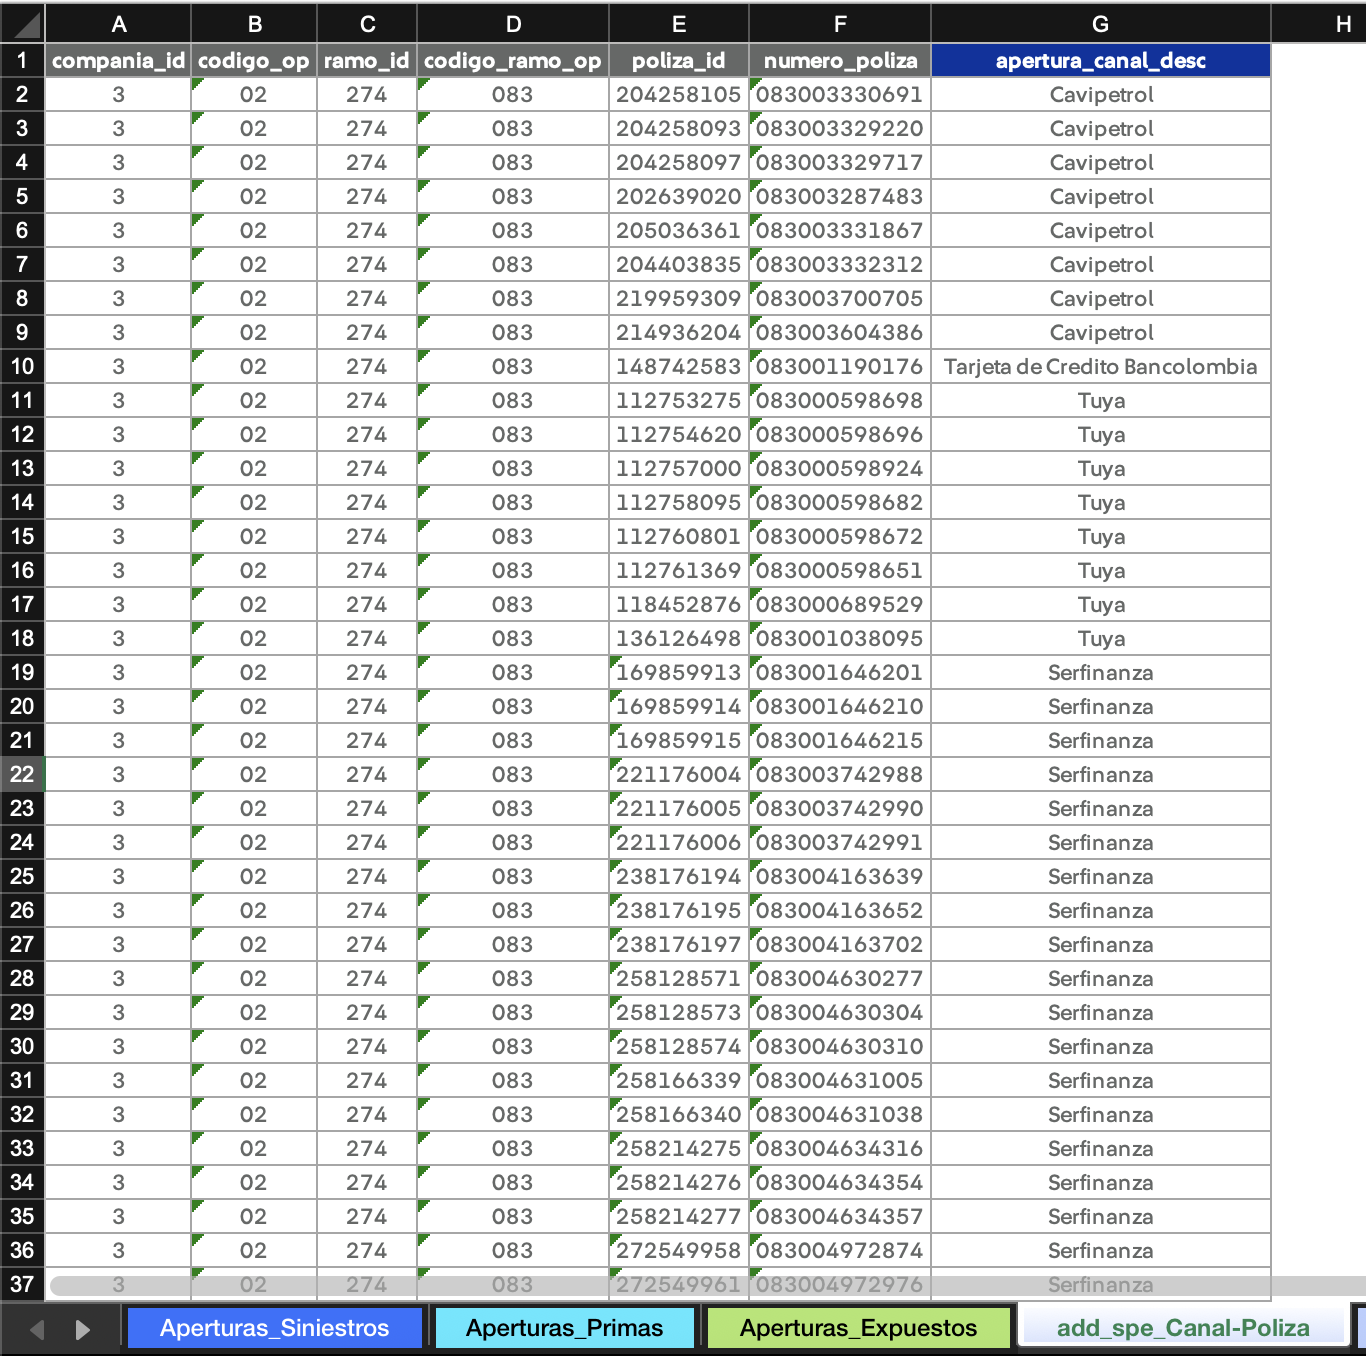 A B C D E F G H
1 compania_id codigo_op ramo_id codigo_ramo_op poliza_id numero_poliza apertura_canal_desc
2 3 02 274 083 204258105 083003330691 Cavipetrol
3 3 02 274 083 204258093 083003329220 Cavipetrol
4 3 02 274 083 204258097 083003329717 Cavipetrol
5 3 02 274 083 202639020 083003287483 Cavipetrol
6 3 02 274 083 205036361 083003331867 Cavipetrol
7 3 02 274 083 204403835 083003332312 Cavipetrol
8 3 02 274 083 219959309 083003700705 Cavipetrol
9 3 02 274 083 214936204 083003604386 Cavipetrol
10 3 02 274 083 148742583 083001190176 Tarjeta de Credito Bancolombia
11 3 02 274 083 112753275 083000598698 Tuya
12 3 02 274 083 112754620 083000598696 Tuya
13 3 02 274 083 112757000 083000598924 Tuya
14 3 02 274 083 112758095 083000598682 Tuya
15 3 02 274 083 112760801 083000598672 Tuya
16 3 02 274 083 112761369 083000598651 Tuya
17 3 02 274 083 118452876 083000689529 Tuya
18 3 02 274 083 136126498 083001038095 Tuya
19 3 02 274 083 169859913 083001646201 Serfinanza
20 3 02 274 083 169859914 083001646210 Serfinanza
21 3 02 274 083 169859915 083001646215 Serfinanza
22 3 02 274 083 221176004 083003742988 Serfinanza
23 3 02 274 083 221176005 083003742990 Serfinanza
24 3 02 274 083 221176006 083003742991 Serfinanza
25 3 02 274 083 238176194 083004163639 Serfinanza
26 3 02 274 083 238176195 083004163652 Serfinanza
27 3 02 274 083 238176197 083004163702 Serfinanza
28 3 02 274 083 258128571 083004630277 Serfinanza
29 3 02 274 083 258128573 083004630304 Serfinanza
30 3 02 274 083 258128574 083004630310 Serfinanza
31 3 02 274 083 258166339 083004631005 Serfinanza
32 3 02 274 083 258166340 083004631038 Serfinanza
33 3 02 274 083 258214275 083004634316 Serfinanza
34 3 02 274 083 258214276 083004634354 Serfinanza
35 3 02 274 083 258214277 083004634357 Serfinanza
36 3 02 274 083 272549958 083004972874 Serfinanza
37 3 02 274 083 272549961 083004972976 Serfinanza
Aperturas_Siniestros Aperturas_Primas Aperturas_Expuestos add_spe_Canal-Poliza